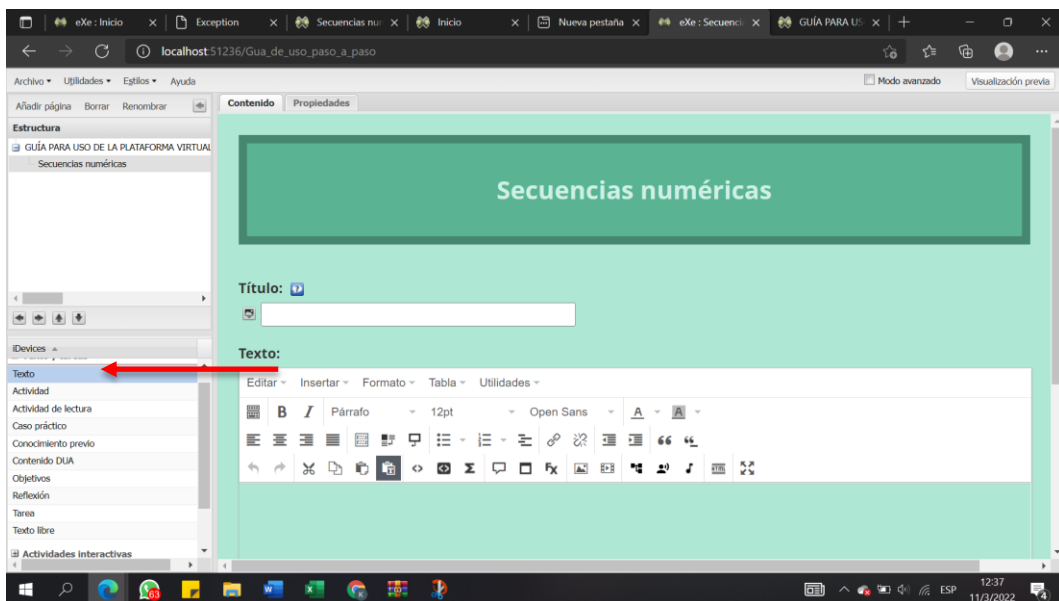 eXe : Inicio
Exception
Secuencias nu
Inicio
Nueva pestaña
eXe : Secuenci
GUÍA PARA US
localhost:51236/Gua_de_uso_paso_a_paso
Archivo Utilidades Estilos Ayuda
Modo avanzado
Visualización previa
Añadir página Borrar Renombrar
Contenido Propiedades
Estructura
GUÍA PARA USO DE LA PLATAFORMA VIRTUAL
Secuencias numéricas
Secuencias numéricas
Título:
iDevices
Texto
Actividad
Actividad de lectura
Caso práctico
Conocimiento previo
Contenido DUA
Objetivos
Reflexión
Tarea
Texto libre
Actividades interactivas
Texto:
Editar Insertar Formato Tabla Utilidades
B I Párrafo 12pt Open Sans A A
ESP
12:37
11/3/2022